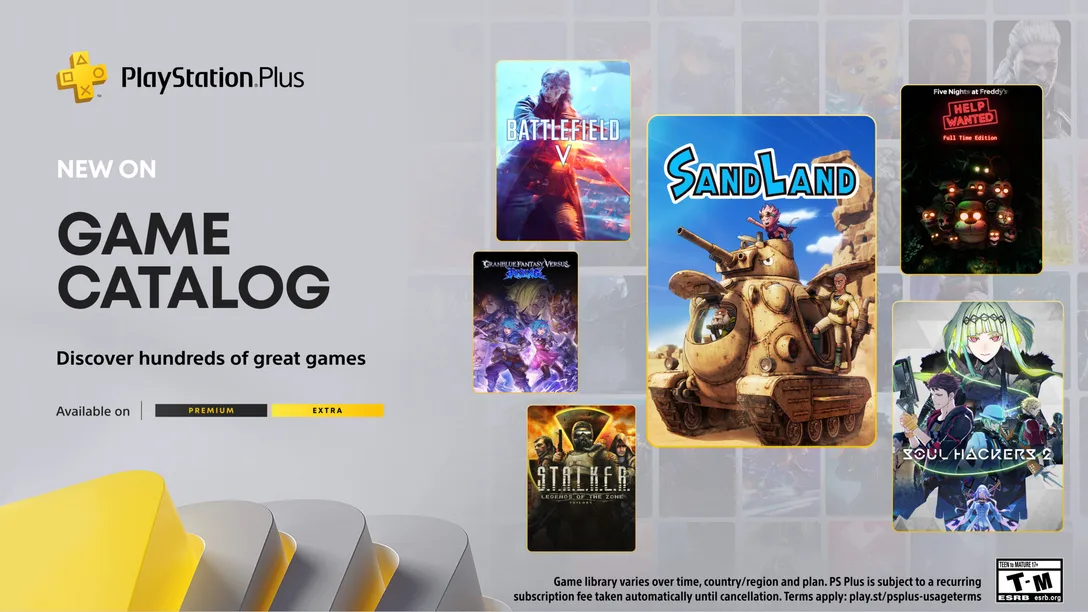 PlayStation.Plus
NEW ON
GAME
CATALOG
Discover hundreds of great games
Available on
PREMIUM
EXTRA
BATTLEFIELD
V
SANDLAND
Five Nights at Freddy's
HELP
WANTED
Full Time Edition
GRANBLUE FANTASY VERSUS
S.T.A.L.K.E.R.
LEGENDS OF THE ZONE
TRILOGY
SOUL HACKERS 2
Game library varies over time, country/region and plan. PS Plus is subject to a recurring
subscription fee taken automatically until cancellation. Terms apply: play.st/psplus-usageterms
TEEN to MATURE 17+
T-M
ESRB esrb.org